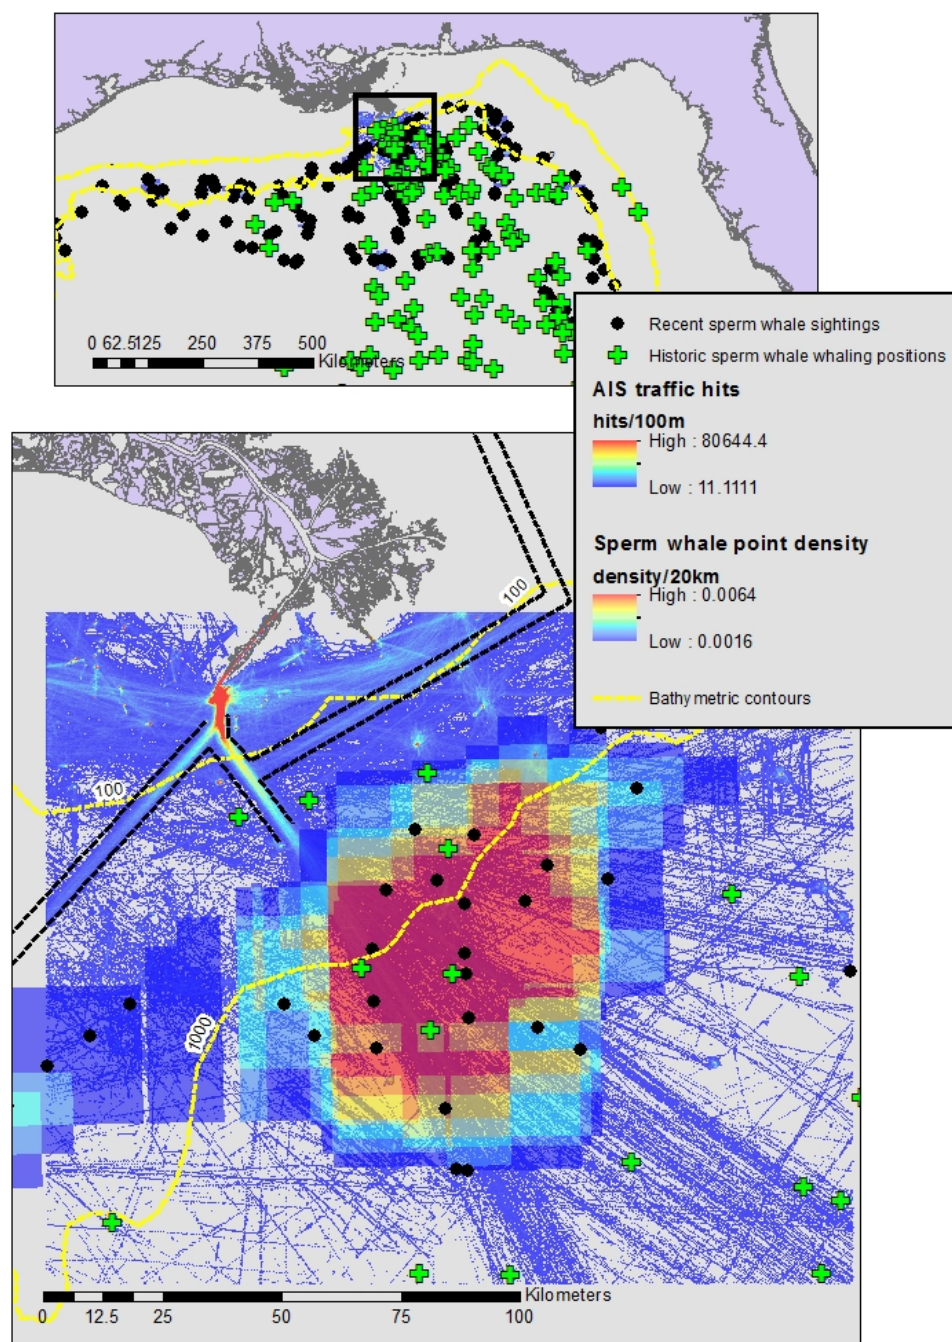 0 62.5125 250 375 500
Kilometers
Recent sperm whale sightings
Historic sperm whale whaling positions
AIS traffic hits
hits/100m
High : 80644.4
Low : 11.1111
Sperm whale point density
density/20km
High : 0.0064
Low : 0.0016
Bathymetric contours
100
100
1000
Kilometers
0 12.5 25 50 75 100